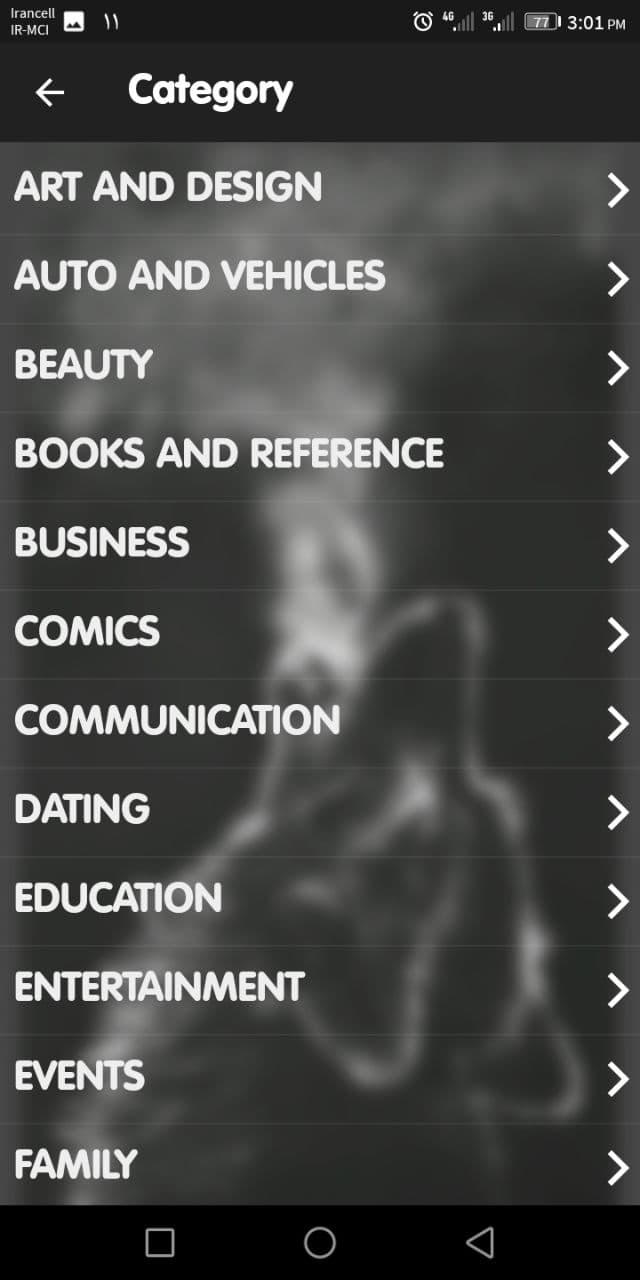 Irancell
IR-MCI
۱۱
4G
3G
77
3:01 PM
Category
ART AND DESIGN
AUTO AND VEHICLES
BEAUTY
BOOKS AND REFERENCE
BUSINESS
COMICS
COMMUNICATION
DATING
EDUCATION
ENTERTAINMENT
EVENTS
FAMILY